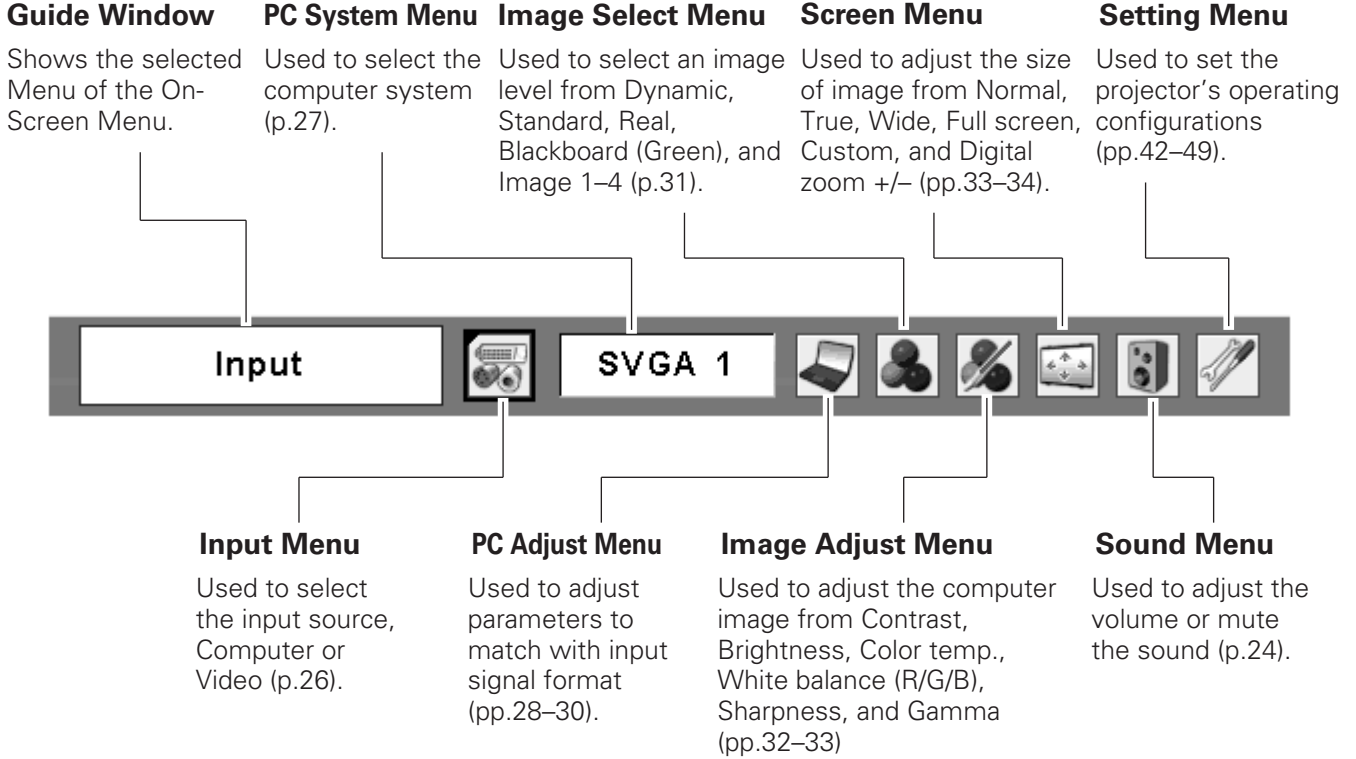 Guide Window
Shows the selected
Menu of the On-
Screen Menu.
PC System Menu
Used to select the
computer system
(p.27).
Image Select Menu
Used to select an image
level from Dynamic,
Standard, Real,
Blackboard (Green), and
Image 1–4 (p.31).
Screen Menu
Used to adjust the size
of image from Normal,
True, Wide, Full screen,
Custom, and Digital
zoom +/– (pp.33–34).
Setting Menu
Used to set the
projector’s operating
configurations
(pp.42–49).
Input
SVGA 1
Input Menu
Used to select
the input source,
Computer or
Video (p.26).
PC Adjust Menu
Used to adjust
parameters to
match with input
signal format
(pp.28–30).
Image Adjust Menu
Used to adjust the computer
image from Contrast,
Brightness, Color temp.,
White balance (R/G/B),
Sharpness, and Gamma
(pp.32–33)
Sound Menu
Used to adjust the
volume or mute
the sound (p.24).